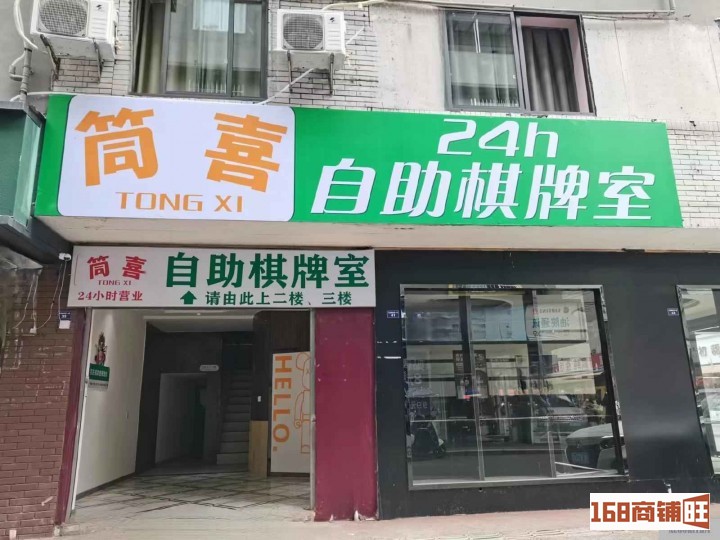 筒喜
TONG XI
24h
自助棋牌室
筒喜
TONG XI
24小时营业
自助棋牌室
请由此上二楼、三楼
HELLO.
168商铺旺